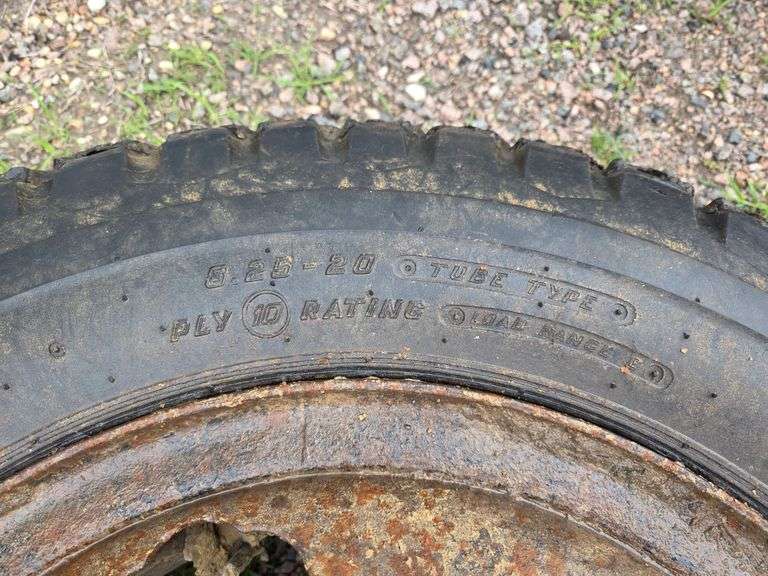 8.25-20 TUBE TYPE
PLY 10 RATING LOAD RANGE E